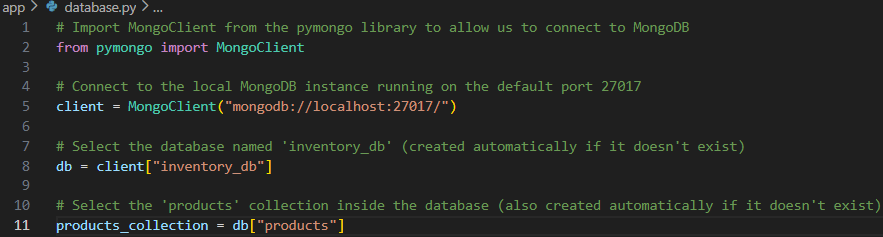 app > database.py > ...
1 # Import MongoClient from the pymongo library to allow us to connect to MongoDB
2 from pymongo import MongoClient
3
4 # Connect to the local MongoDB instance running on the default port 27017
5 client = MongoClient("mongodb://localhost:27017/")
6
7 # Select the database named 'inventory_db' (created automatically if it doesn't exist)
8 db = client["inventory_db"]
9
10 # Select the 'products' collection inside the database (also created automatically if it doesn't exist)
11 products_collection = db["products"]